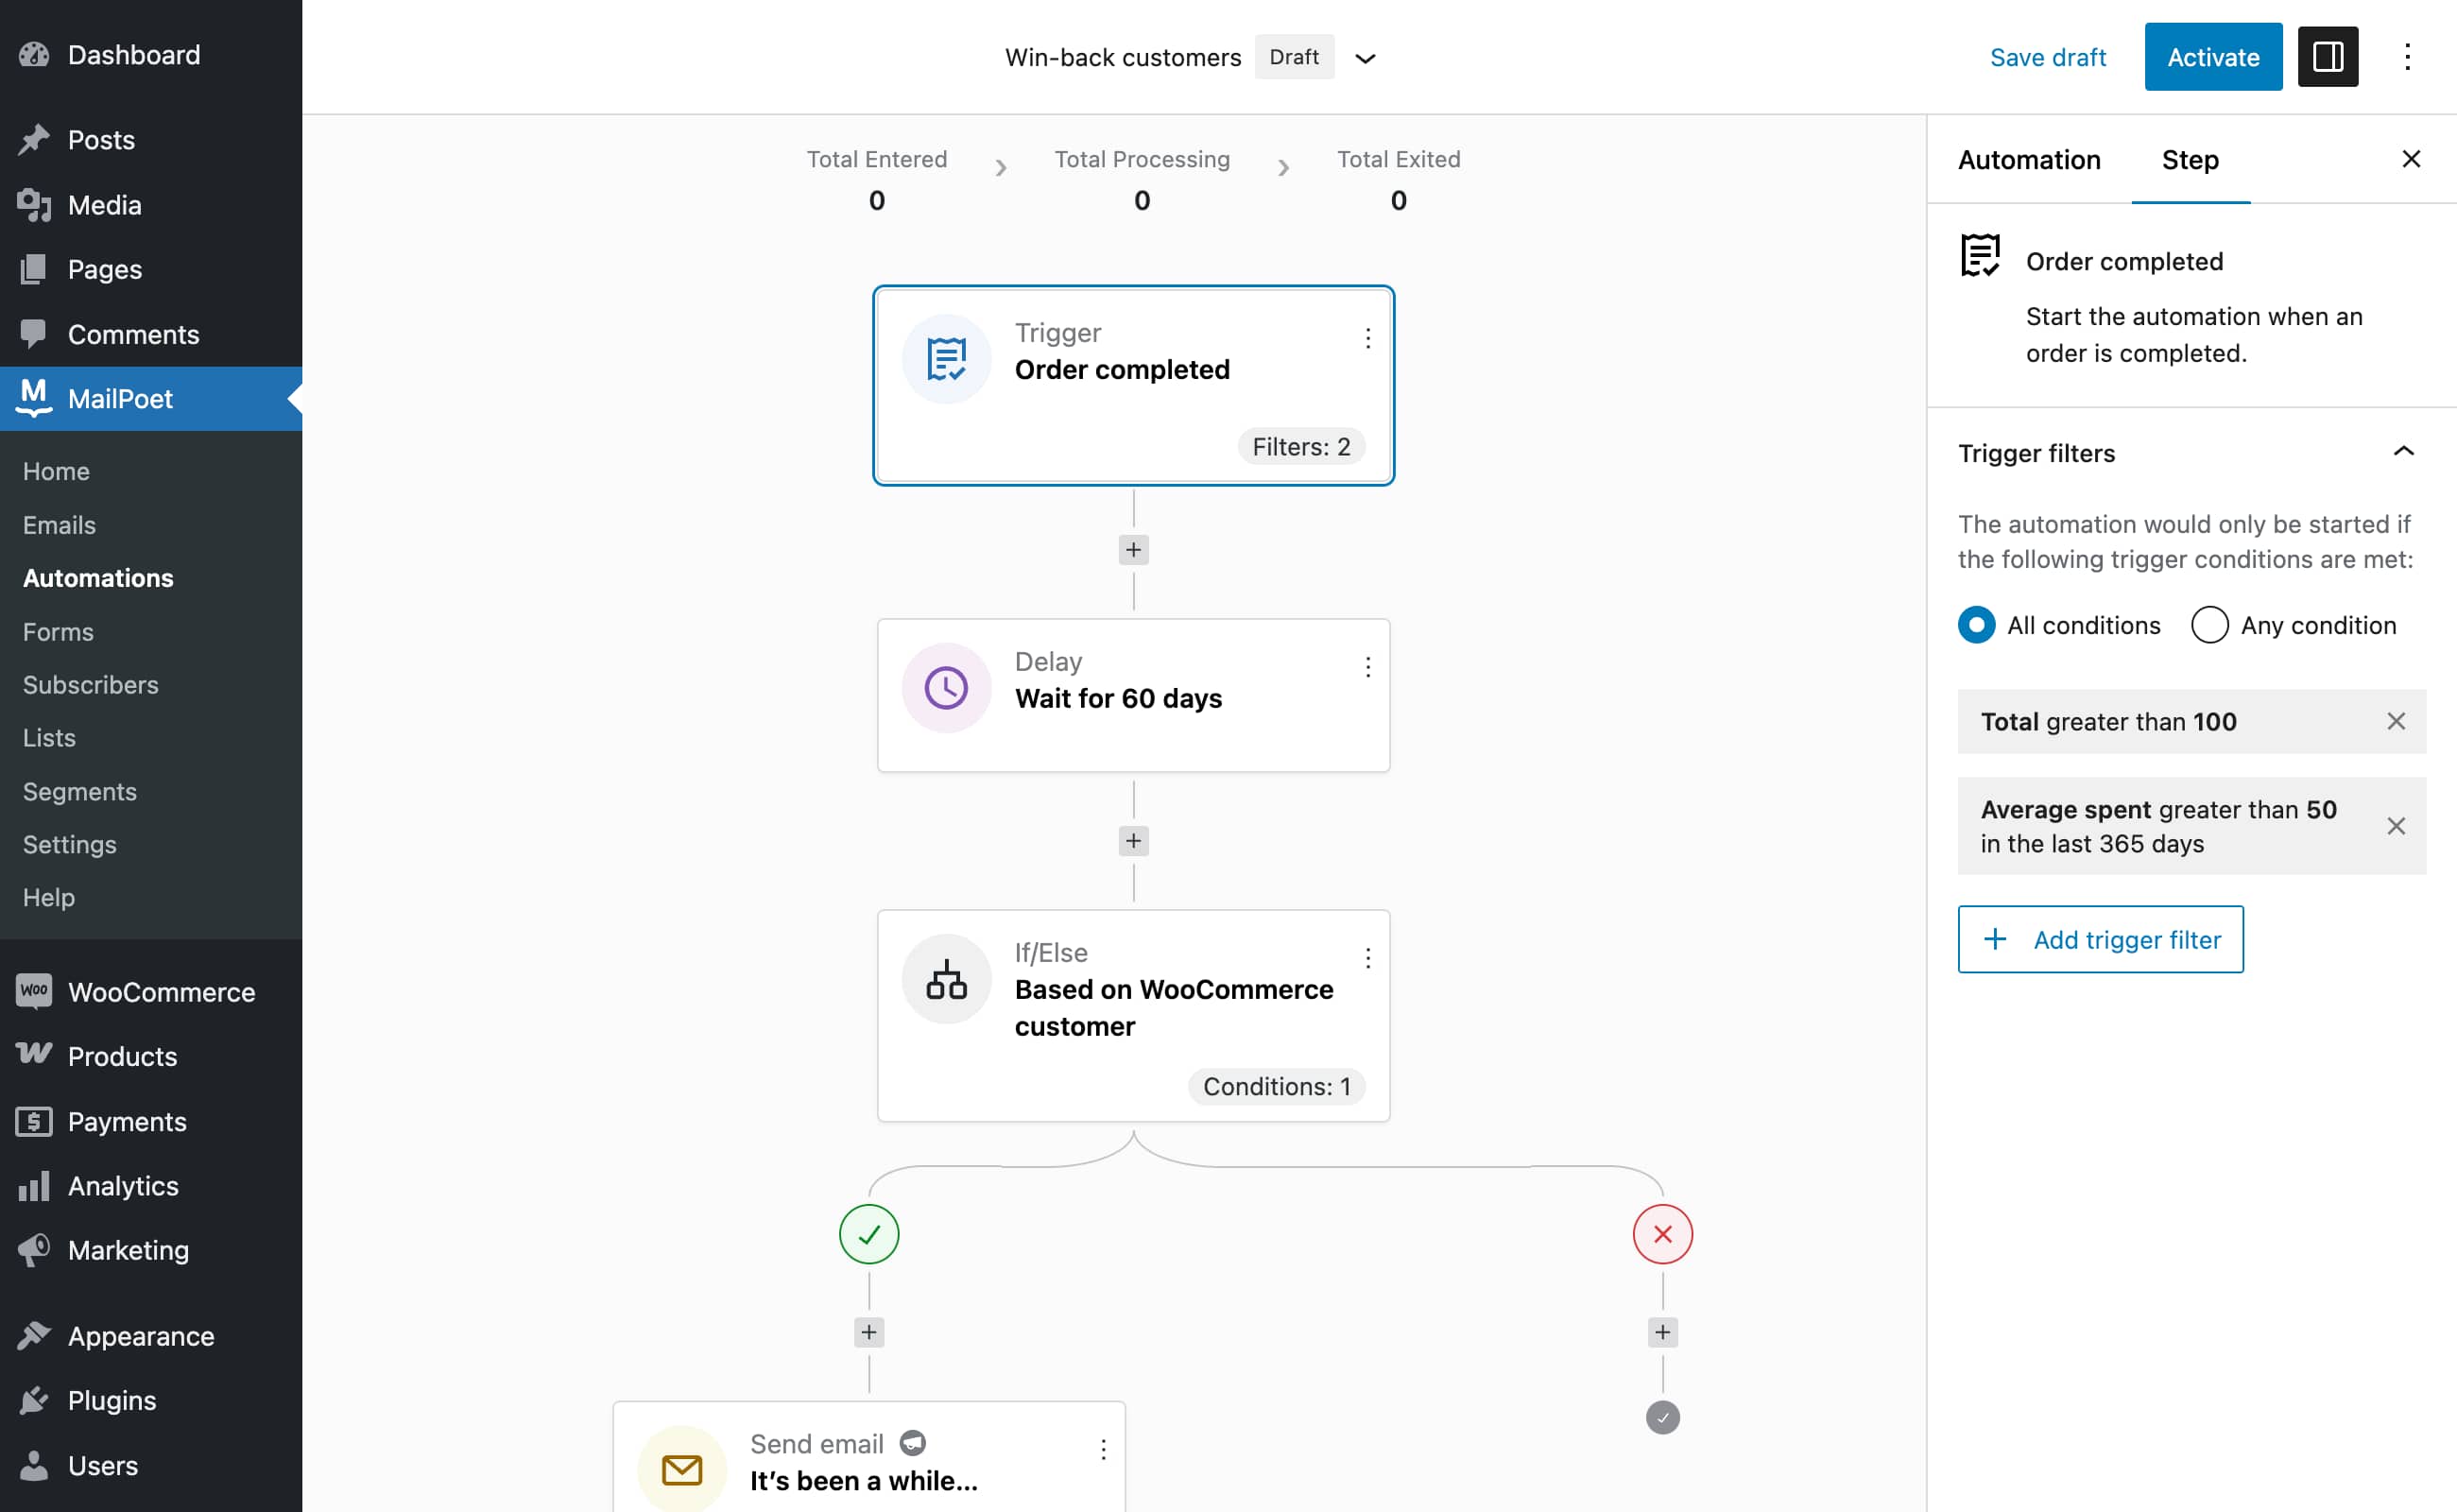 Dashboard
Posts
Media
Pages
Comments
MailPoet
Home
Emails
Automations
Forms
Subscribers
Lists
Segments
Settings
Help
Woo WooCommerce
Products
Payments
Analytics
Marketing
Appearance
Plugins
Users
Win-back customers Draft
Save draft Activate
Total Entered Total Processing Total Exited
0 0 0
Trigger
Order completed
Filters: 2
Delay
Wait for 60 days
If/Else
Based on WooCommerce
customer
Conditions: 1
Send email
It’s been a while...
Automation Step
Order completed
Start the automation when an
order is completed.
Trigger filters
The automation would only be started if
the following trigger conditions are met:
All conditions Any condition
Total greater than 100
Average spent greater than 50
in the last 365 days
Add trigger filter